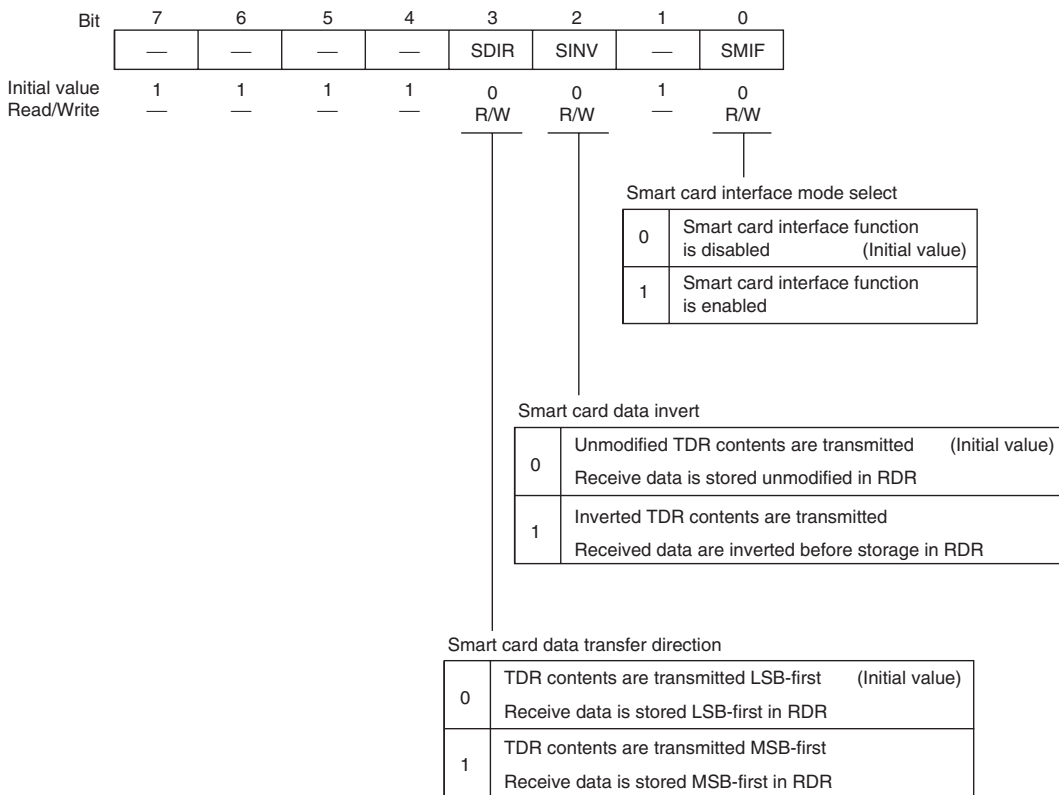 Bit 7 6 5 4 3 2 1 0
— — — — SDIR SINV — SMIF
Initial value 1 1 1 1 0 0 1 0
Read/Write — — — — R/W R/W — R/W
Smart card interface mode select
0 Smart card interface function
is disabled (Initial value)
1 Smart card interface function
is enabled
Smart card data invert
0 Unmodified TDR contents are transmitted (Initial value)
Receive data is stored unmodified in RDR
1 Inverted TDR contents are transmitted
Received data are inverted before storage in RDR
Smart card data transfer direction
0 TDR contents are transmitted LSB-first (Initial value)
Receive data is stored LSB-first in RDR
1 TDR contents are transmitted MSB-first
Receive data is stored MSB-first in RDR